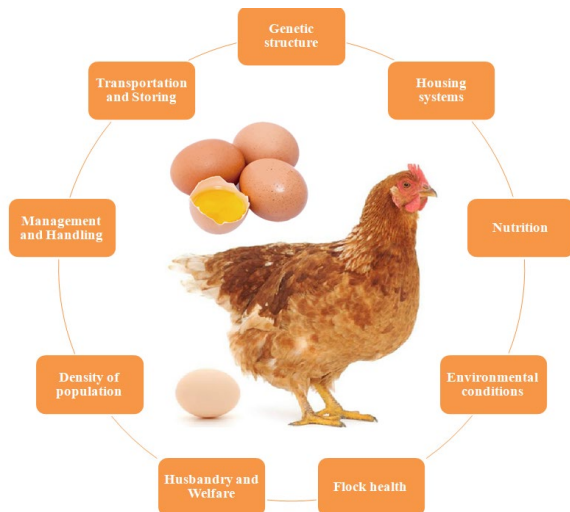 Genetic
structure
Housing
systems
Nutrition
Environmental
conditions
Flock health
Husbandry and
Welfare
Density of
population
Management
and Handling
Transportation
and Storing